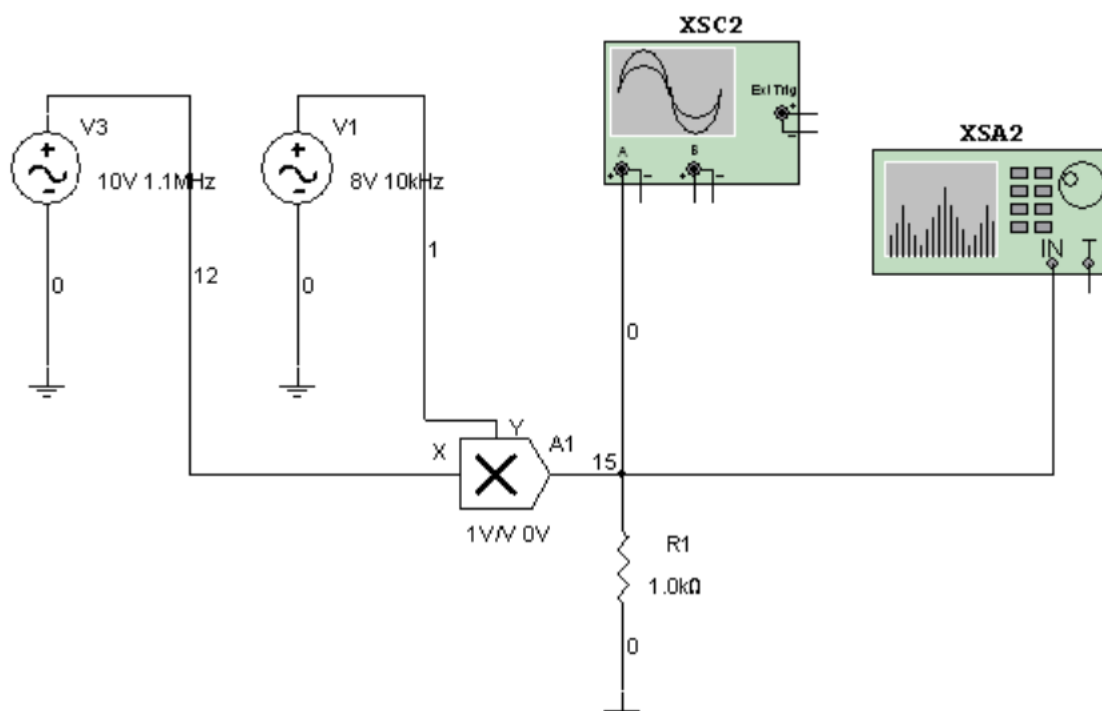 XSC2
Ext Trig
+
-
A
B
+ - + -
XSA2
IN T
V3
+
-
10V 1.1MHz
0
12
V1
+
-
8V 10kHz
0
1
0
X
Y
A1
1V/V 0V
15
R1
1.0kΩ
0